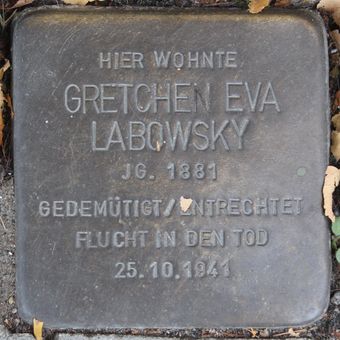 HIER WOHNTE
GRETCHEN EVA
LABOWSKY
JG. 1881
GEDEMÜTIGT/ENTRECHTET
FLUCHT IN DEN TOD
25.10.1941